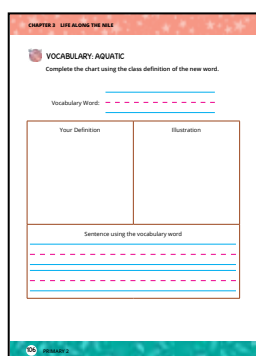 CHAPTER 3 LIFE ALONG THE NILE
VOCABULARY: AQUATIC
Complete the chart using the class definition of the new word.
Vocabulary Word:
Your Definition
Illustration
Sentence using the vocabulary word
106 PRIMARY 2